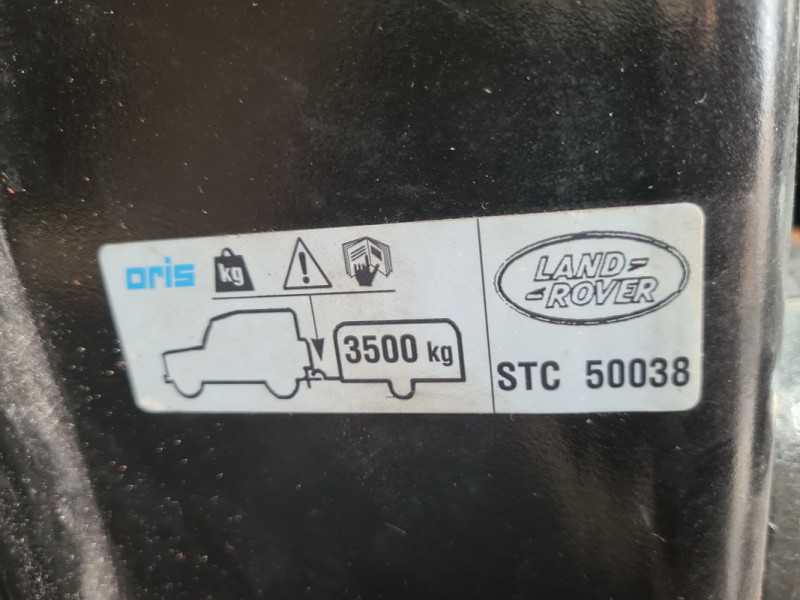 oris
kg
3500 kg
LAND-
-ROVER
STC 50038